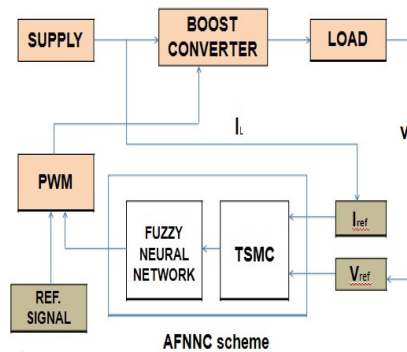 SUPPLY
BOOST
CONVERTER
LOAD
IL
V
PWM
FUZZY
NEURAL
NETWORK
TSMC
Iref
Vref
REF.
SIGNAL
AFNNC scheme